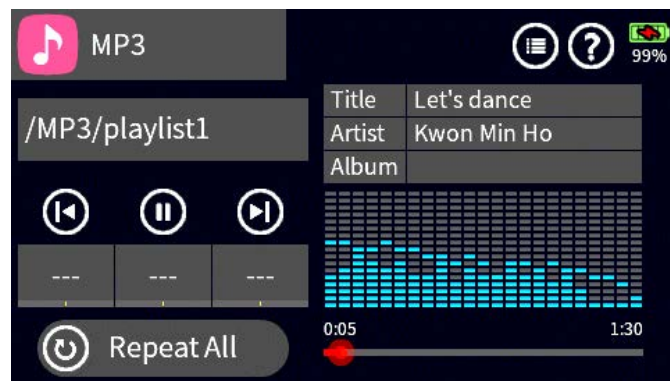 MP3
99%
/MP3/playlist1
Title Let's dance
Artist Kwon Min Ho
Album
--- --- ---
0:05 1:30
Repeat All